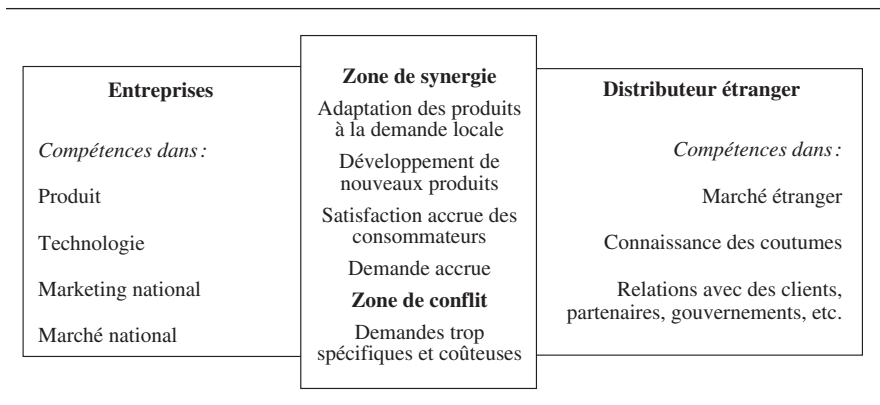 Entreprises
Compétences dans :
Produit
Technologie
Marketing national
Marché national
Zone de synergie
Adaptation des produits
à la demande locale
Développement de
nouveaux produits
Satisfaction accrue des
consommateurs
Demande accrue
Zone de conflit
Demandes trop
spécifiques et coûteuses
Distributeur étranger
Compétences dans :
Marché étranger
Connaissance des coutumes
Relations avec des clients,
partenaires, gouvernements, etc.